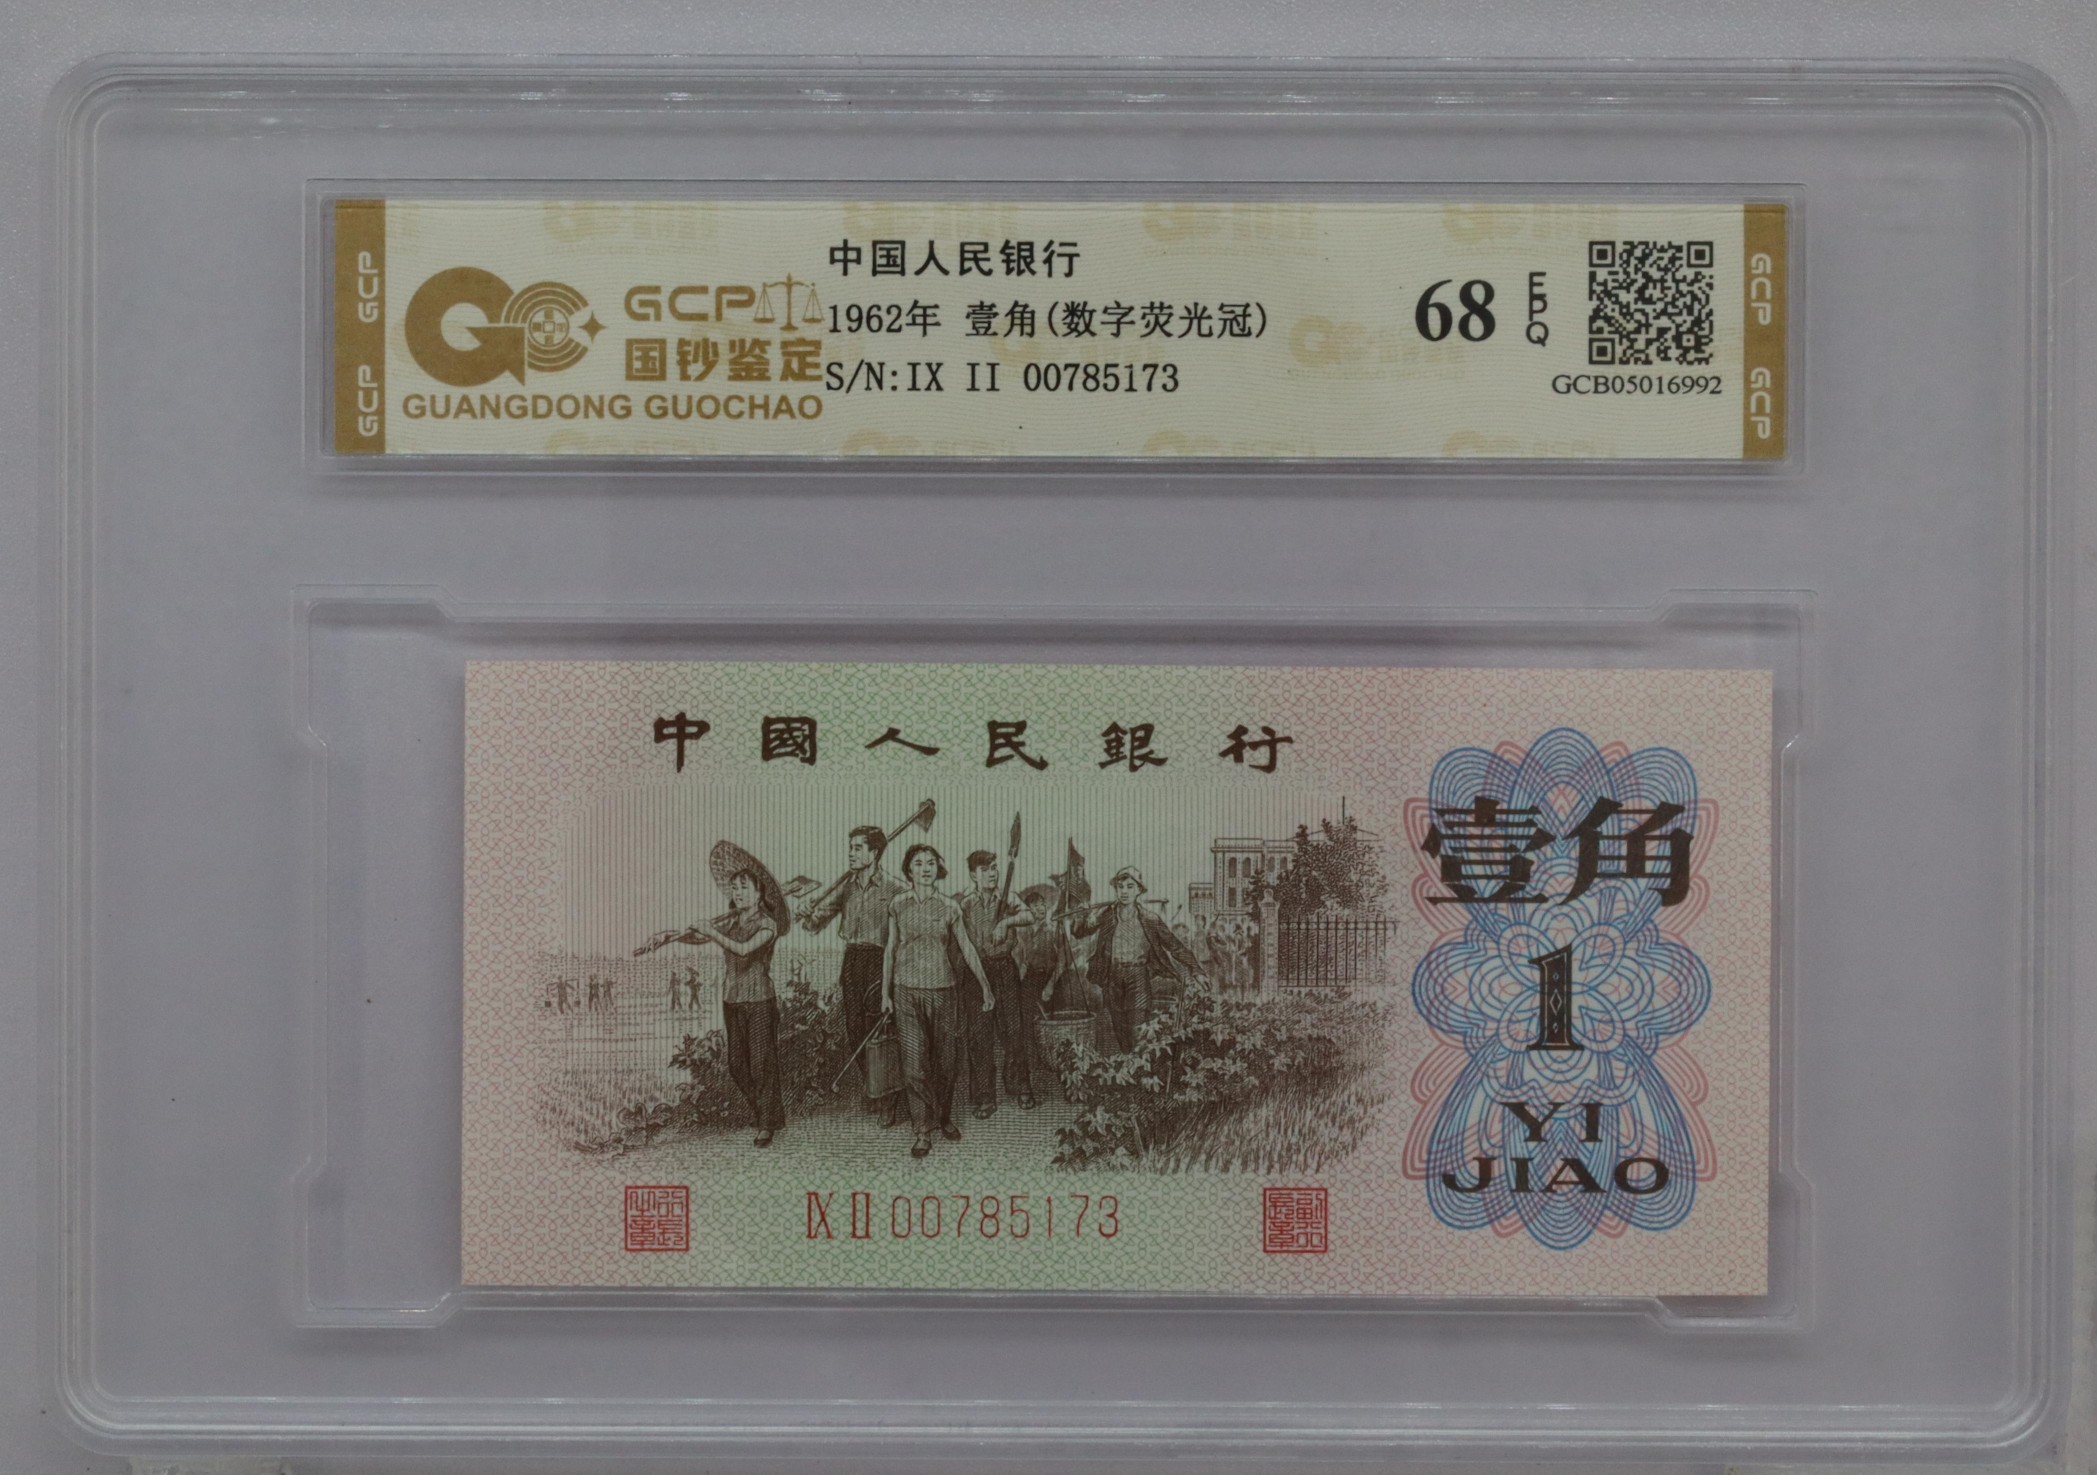 中国人民银行
1962年 壹角(数字荧光冠)
S/N:IX II 00785173
68
EPQ
GCB05016992
GCP
国钞鉴定
GUANGDONG GUOCHAO
GCP
GCP
GCP
GCP
中國人民銀行
壹角
1
YI
JIAO
IX II 00785173